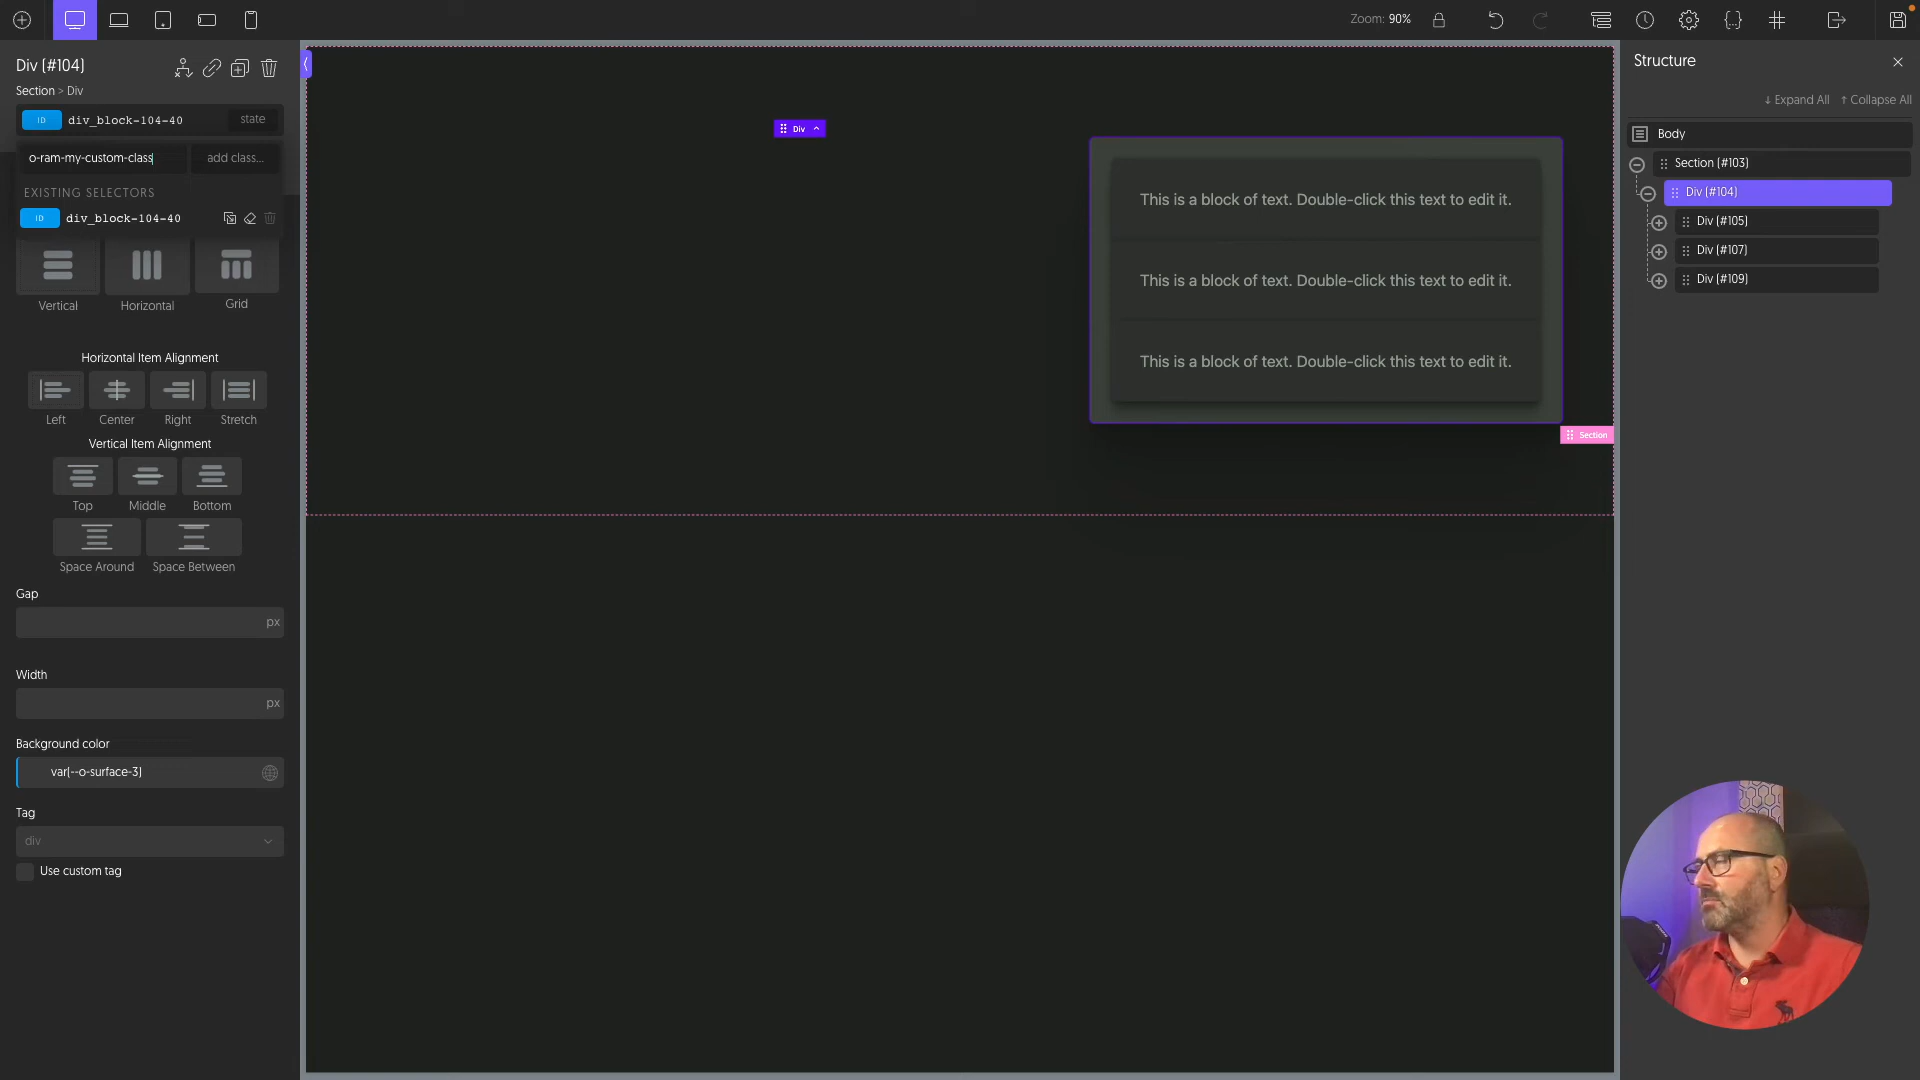 Zoom: 90%
Div (#104)
Section > Div
ID div_block-104-40 state
o-ram-my-custom-class add class...
EXISTING SELECTORS
ID div_block-104-40
Vertical Horizontal Grid
Horizontal Item Alignment
Left Center Right Stretch
Vertical Item Alignment
Top Middle Bottom
Space Around Space Between
Gap
px
Width
px
Background color
var(--o-surface-3)
Tag
div
Use custom tag
Div
This is a block of text. Double-click this text to edit it.
This is a block of text. Double-click this text to edit it.
This is a block of text. Double-click this text to edit it.
Section
Structure
Expand All Collapse All
Body
Section (#103)
Div (#104)
Div (#105)
Div (#107)
Div (#109)